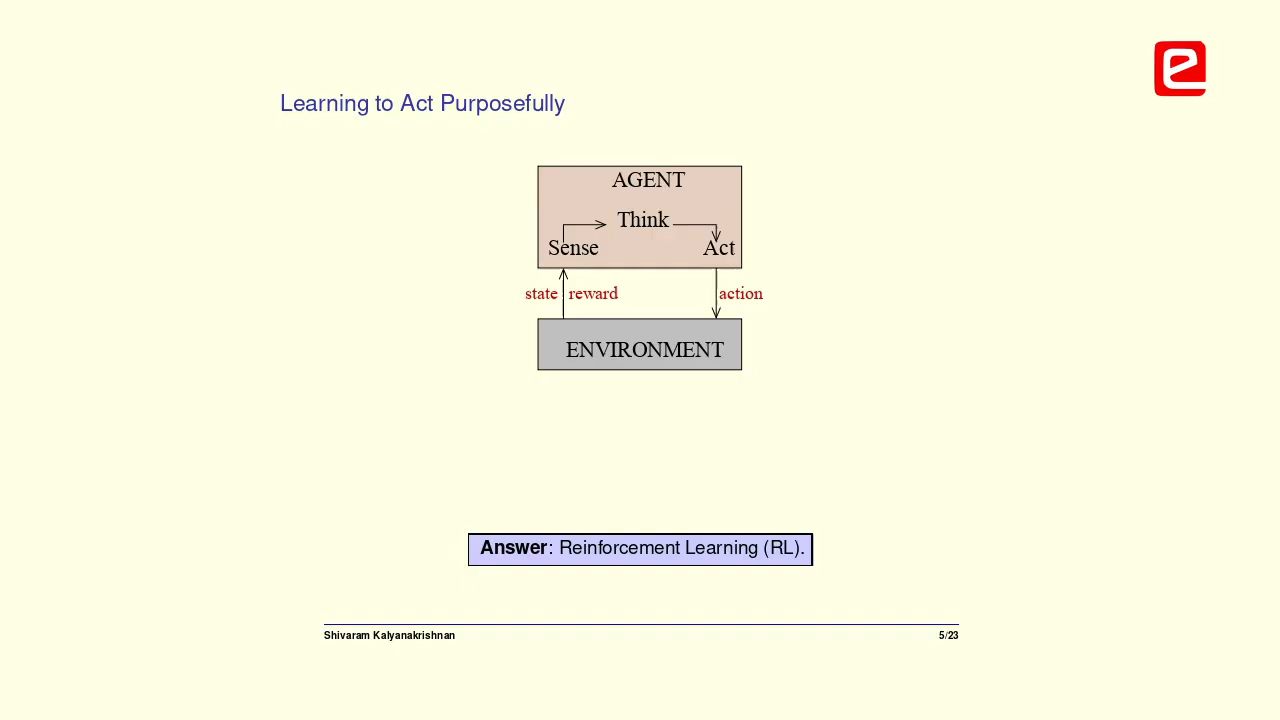 Learning to Act Purposefully
AGENT
Think
Sense
Act
state
reward
action
ENVIRONMENT
Answer: Reinforcement Learning (RL).
Shivaram Kalyanakrishnan
5/23